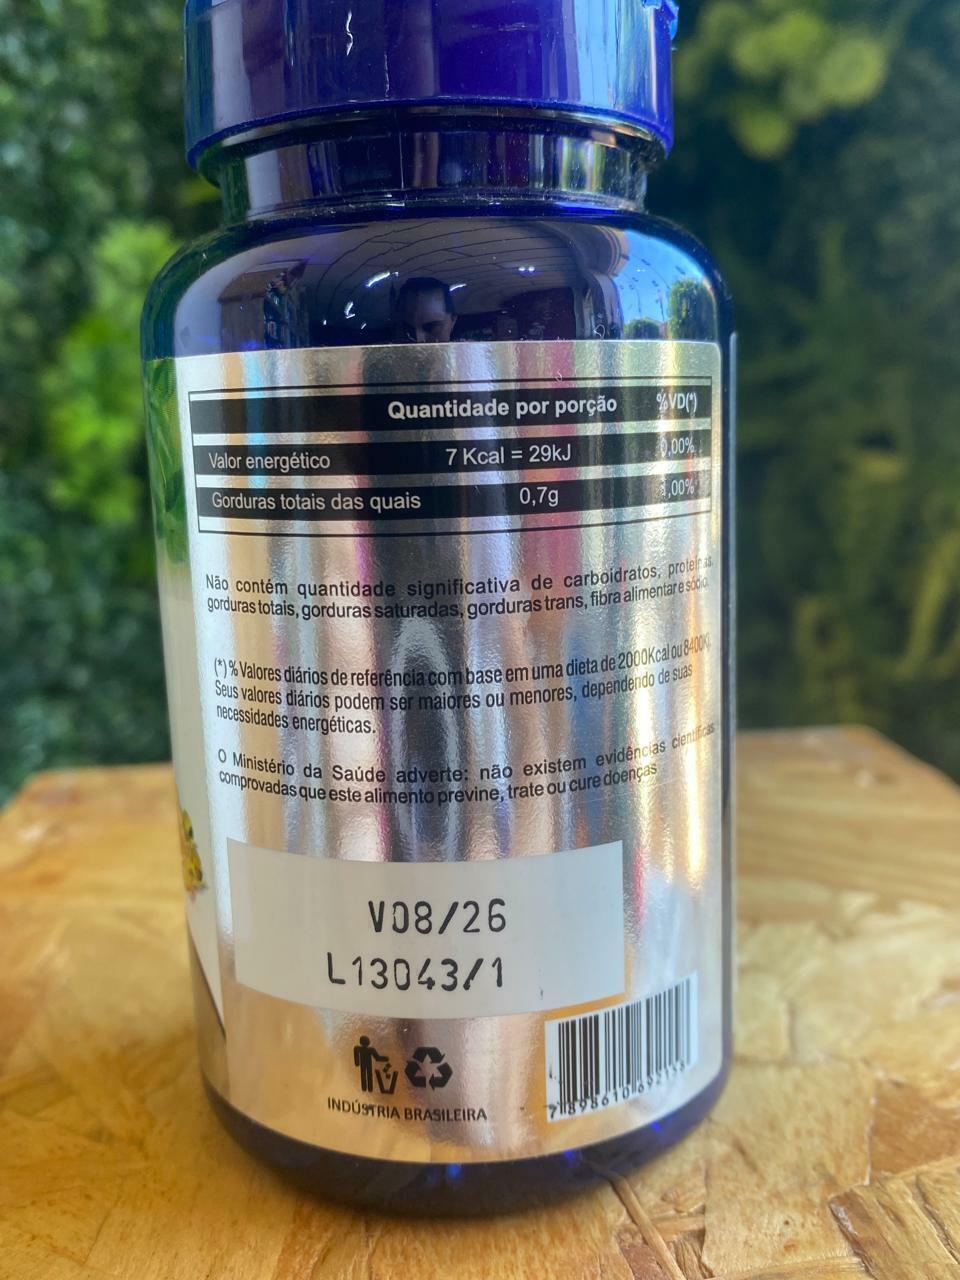 Quantidade por porção %VD(*)
Valor energético 7 Kcal = 29kJ 0,00%
Gorduras totais das quais 0,7g 1,00%
Não contém quantidade significativa de carboidratos, proteínas,
gorduras totais, gorduras saturadas, gorduras trans, fibra alimentar e sódio.
(*) % Valores diários de referência com base em uma dieta de 2000Kcal ou 8400KJ.
Seus valores diários podem ser maiores ou menores, dependendo de suas
necessidades energéticas.
O Ministério da Saúde adverte: não existem evidências científicas
comprovadas que este alimento previne, trate ou cure doenças
V08/26
L13043/1
INDÚSTRIA BRASILEIRA
7 898610 692158